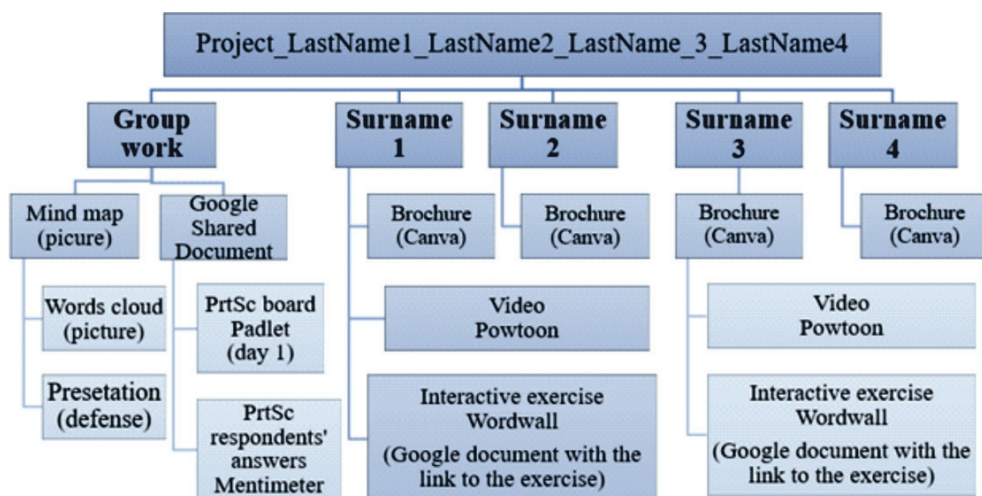 Project_LastName1_LastName2_LastName_3_LastName4
Group
work
Surname
1
Surname
2
Surname
3
Surname
4
Mind map
(picure)
Google
Shared
Document
Brochure
(Canva)
Brochure
(Canva)
Brochure
(Canva)
Brochure
(Canva)
Words cloud
(picture)
PrtSc board
Padlet
(day 1)
Video
Powtoon
Video
Powtoon
Presetation
(defense)
PrtSc
respondents'
answers
Mentimeter
Interactive exercise
Wordwall
(Google document with the
link to the exercise)
Interactive exercise
Wordwall
(Google document with the
link to the exercise)